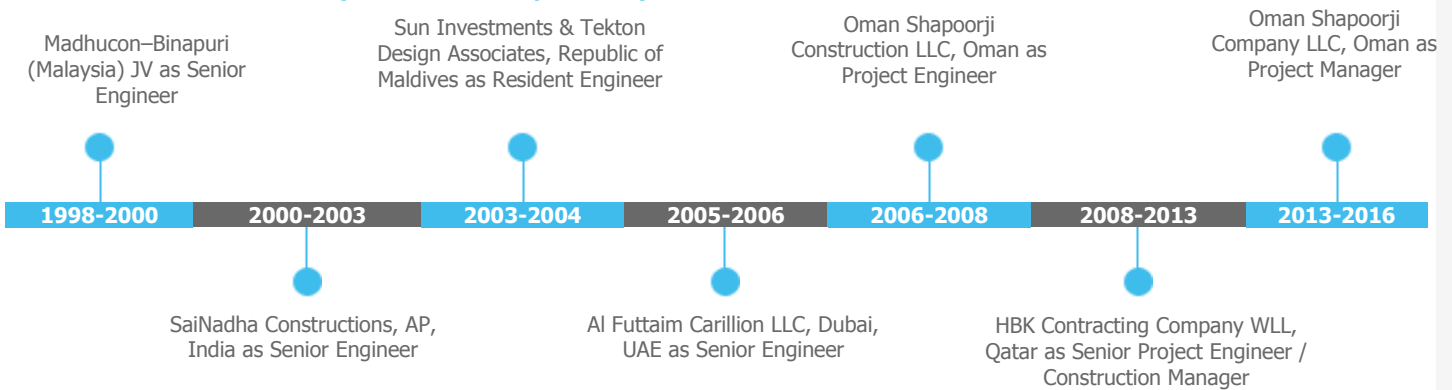 Madhucon–Binapuri
(Malaysia) JV as Senior
Engineer
Sun Investments & Tekton
Design Associates, Republic of
Maldives as Resident Engineer
Oman Shapoorji
Construction LLC, Oman as
Project Engineer
Oman Shapoorji
Company LLC, Oman as
Project Manager
1998-2000 2000-2003 2003-2004 2005-2006 2006-2008 2008-2013 2013-2016
SaiNadha Constructions, AP,
India as Senior Engineer
Al Futtaim Carillion LLC, Dubai,
UAE as Senior Engineer
HBK Contracting Company WLL,
Qatar as Senior Project Engineer /
Construction Manager